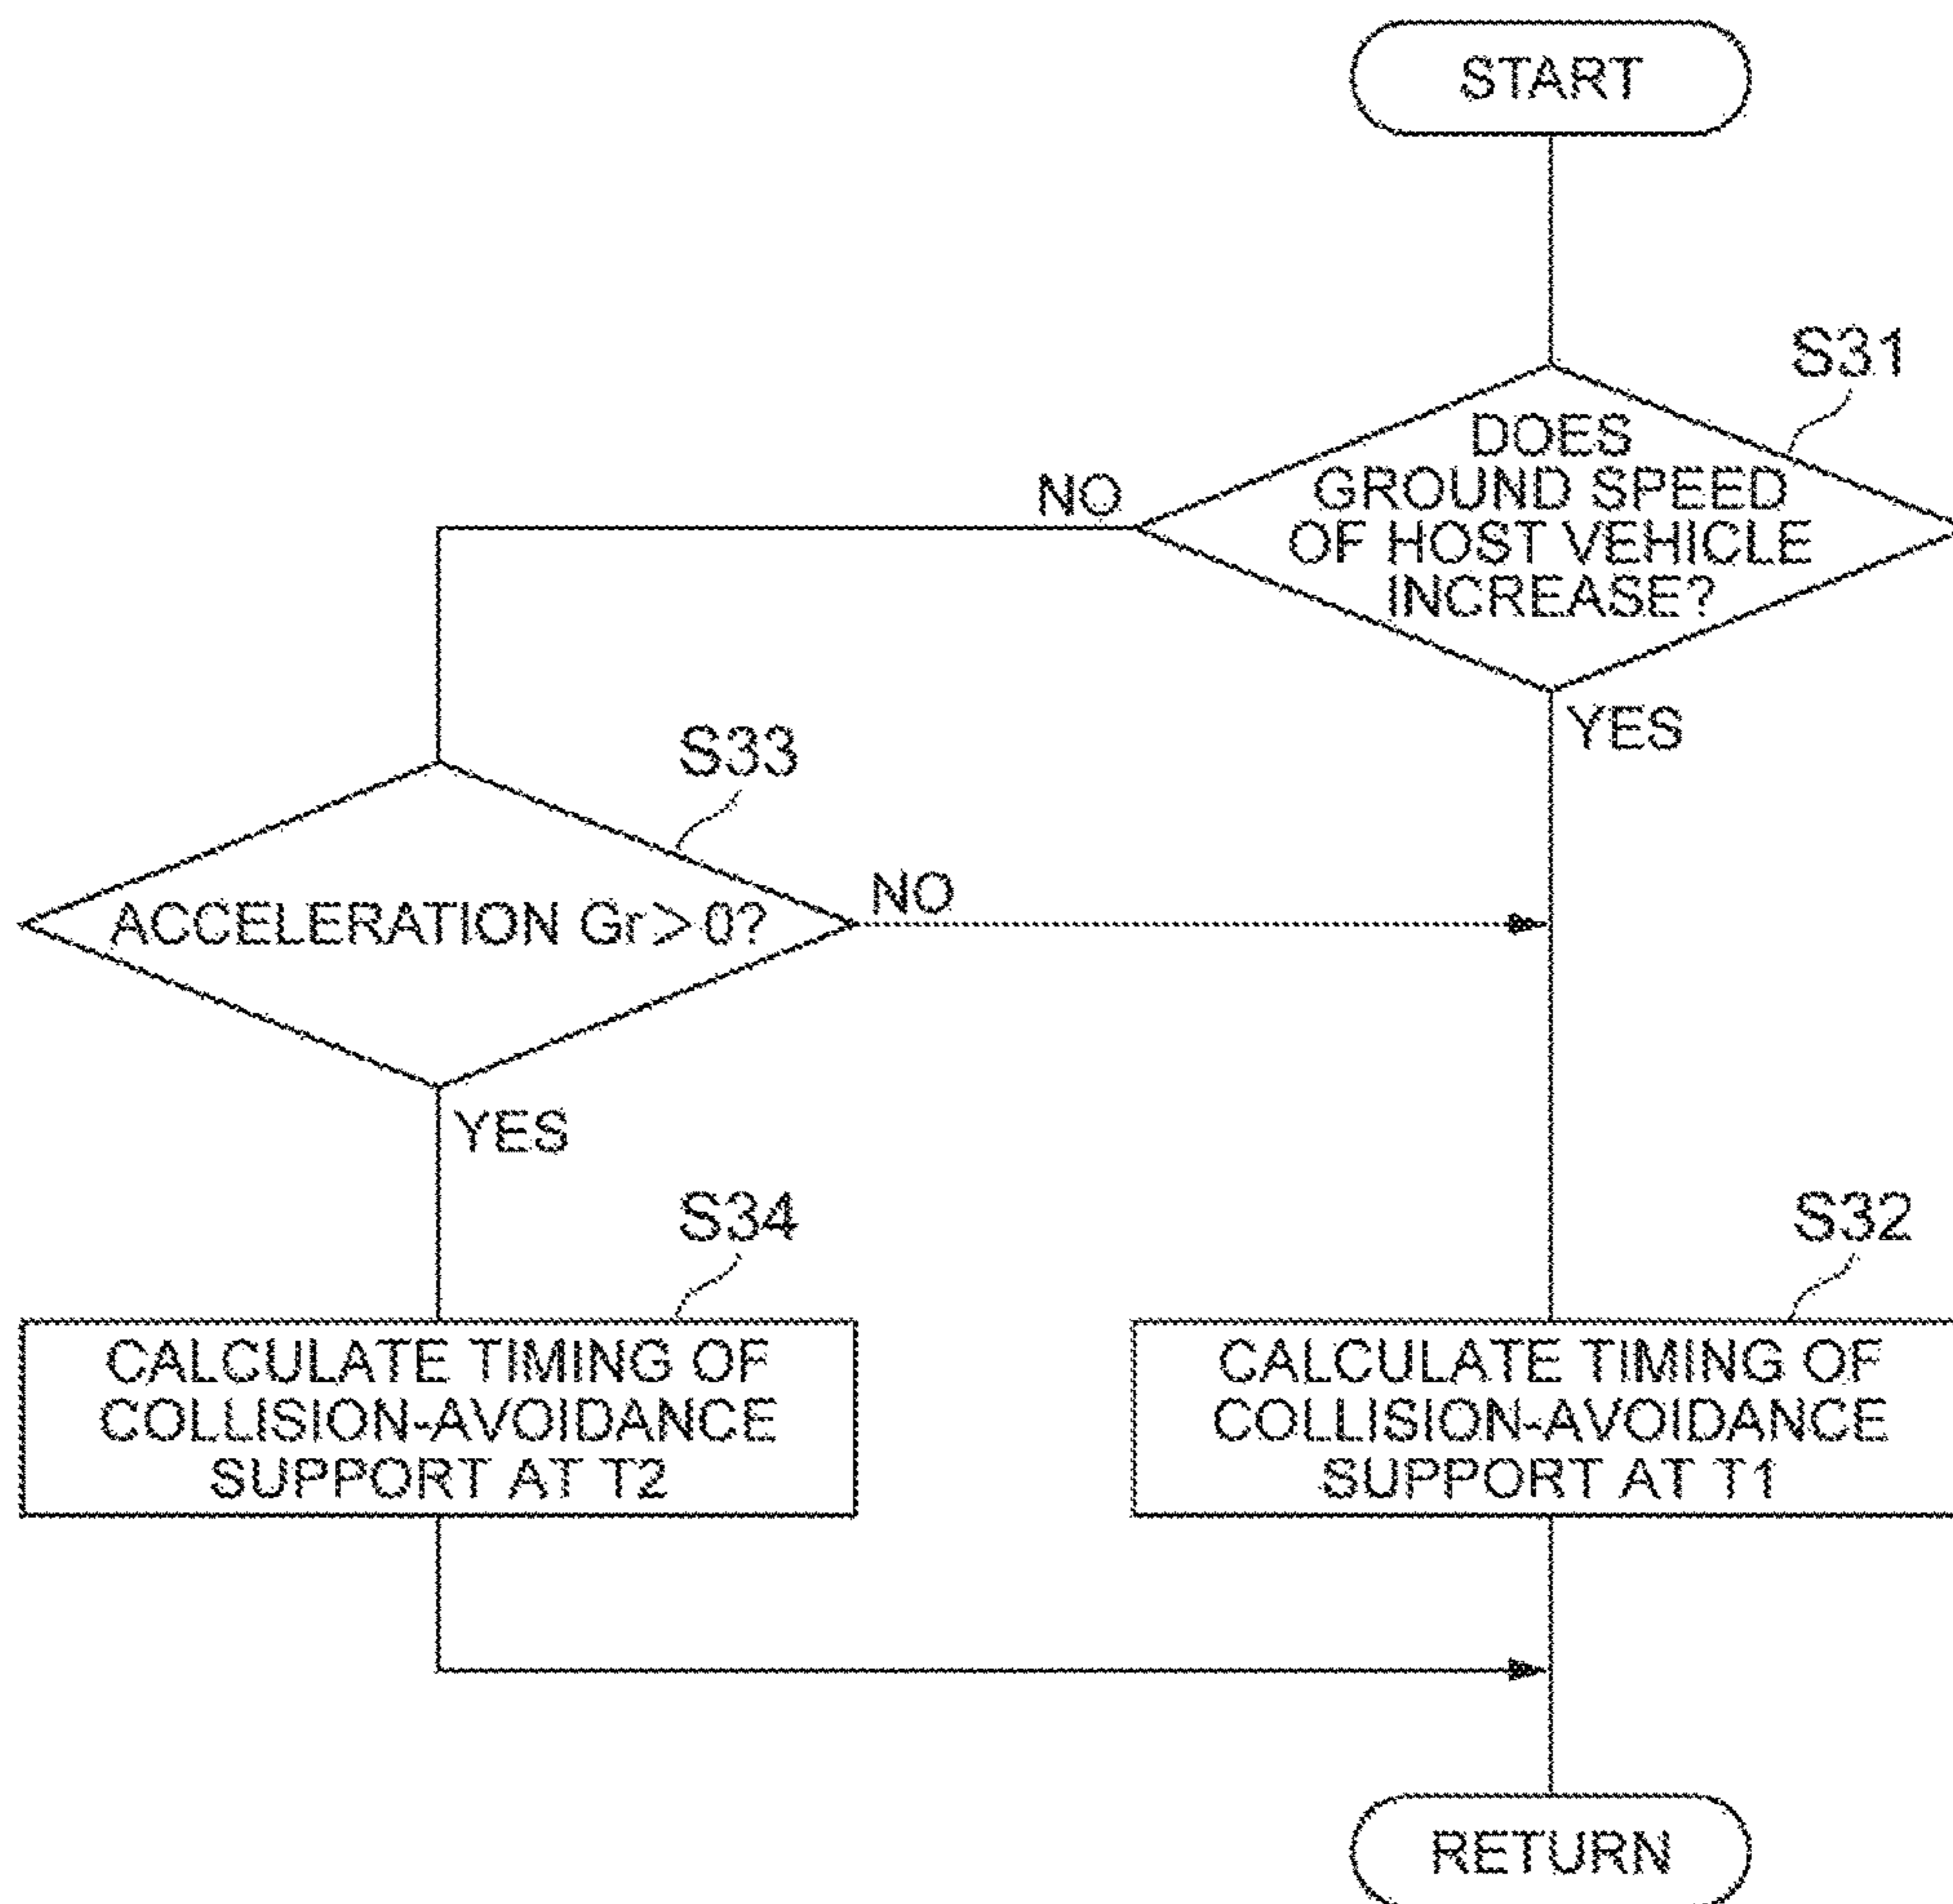 START
S31
DOES
GROUND SPEED
OF HOST VEHICLE
INCREASE?
NO
YES
S33
ACCELERATION Gr > 0?
NO
YES
S34
CALCULATE TIMING OF
COLLISION-AVOIDANCE
SUPPORT AT T2
S32
CALCULATE TIMING OF
COLLISION-AVOIDANCE
SUPPORT AT T1
RETURN